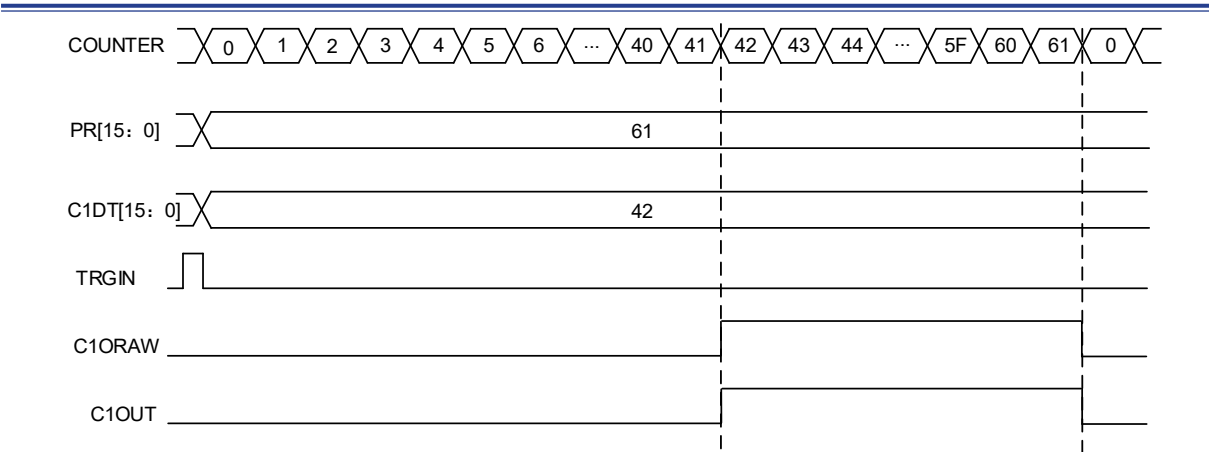 COUNTER 0 1 2 3 4 5 6 ... 40 41 42 43 44 ... 5F 60 61 0
PR[15：0] 61
C1DT[15：0] 42
TRGIN
C1ORAW
C1OUT